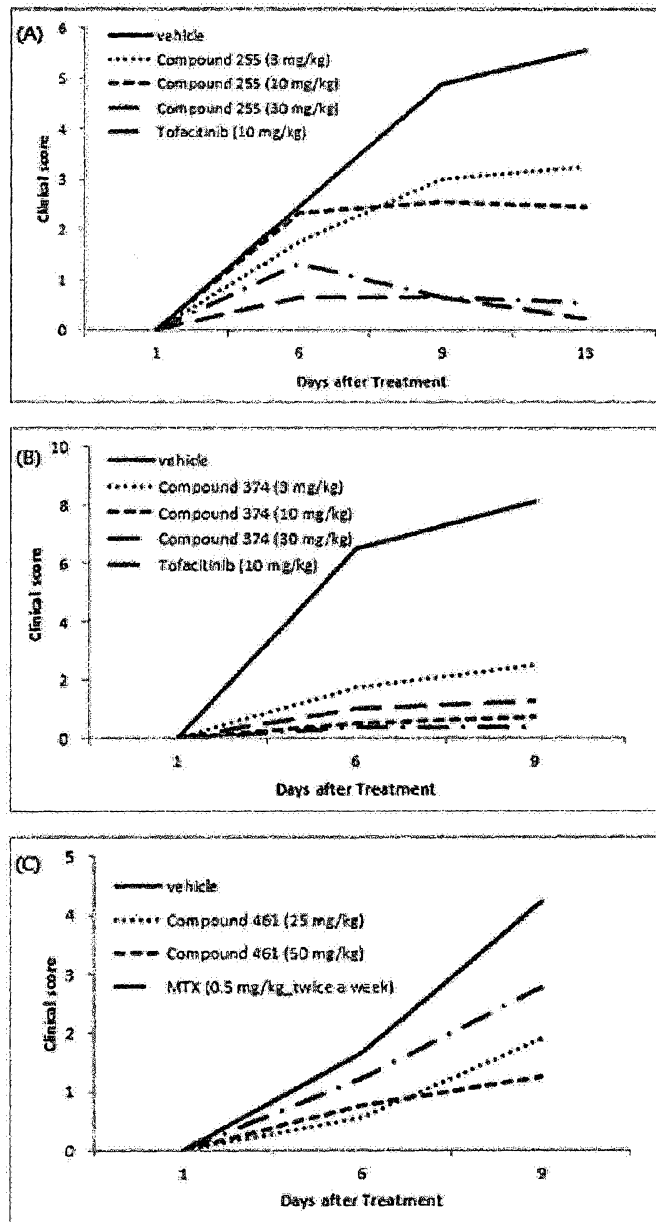 (A)
6
5
4
3
2
1
0
Clinical score
vehicle
Compound 255 (3 mg/kg)
Compound 255 (10 mg/kg)
Compound 255 (30 mg/kg)
Tofacitinib (10 mg/kg)
1 6 9 13
Days after Treatment
(B)
10
8
6
4
2
0
Clinical score
vehicle
Compound 374 (3 mg/kg)
Compound 374 (10 mg/kg)
Compound 374 (30 mg/kg)
Tofacitinib (10 mg/kg)
1 6 9
Days after Treatment
(C)
5
4
3
2
1
0
Clinical score
vehicle
Compound 461 (25 mg/kg)
Compound 461 (50 mg/kg)
MTX (0.5 mg/kg_twice a week)
1 6 9
Days after Treatment